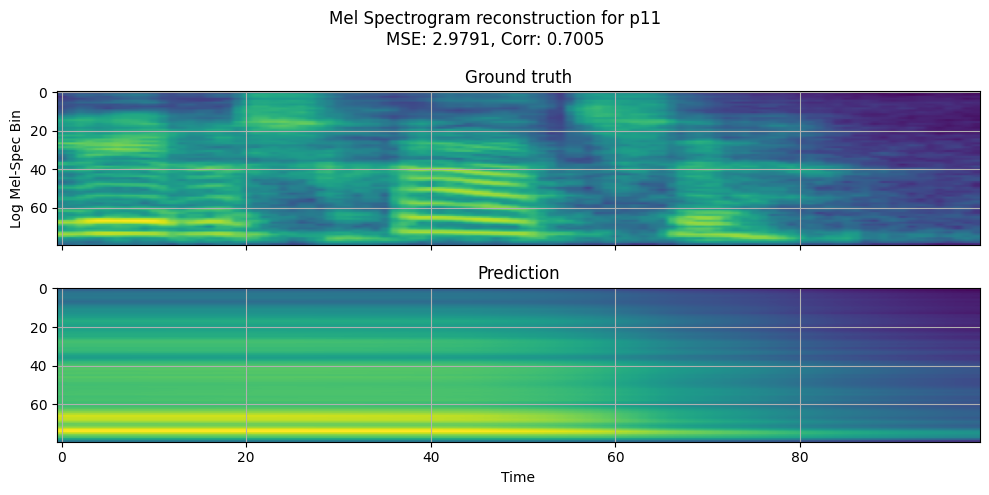 Mel Spectrogram reconstruction for p11
MSE: 2.9791, Corr: 0.7005
Ground truth
0
20
40
60
Log Mel-Spec Bin
Prediction
0
20
40
60
0 20 40 60 80
Time